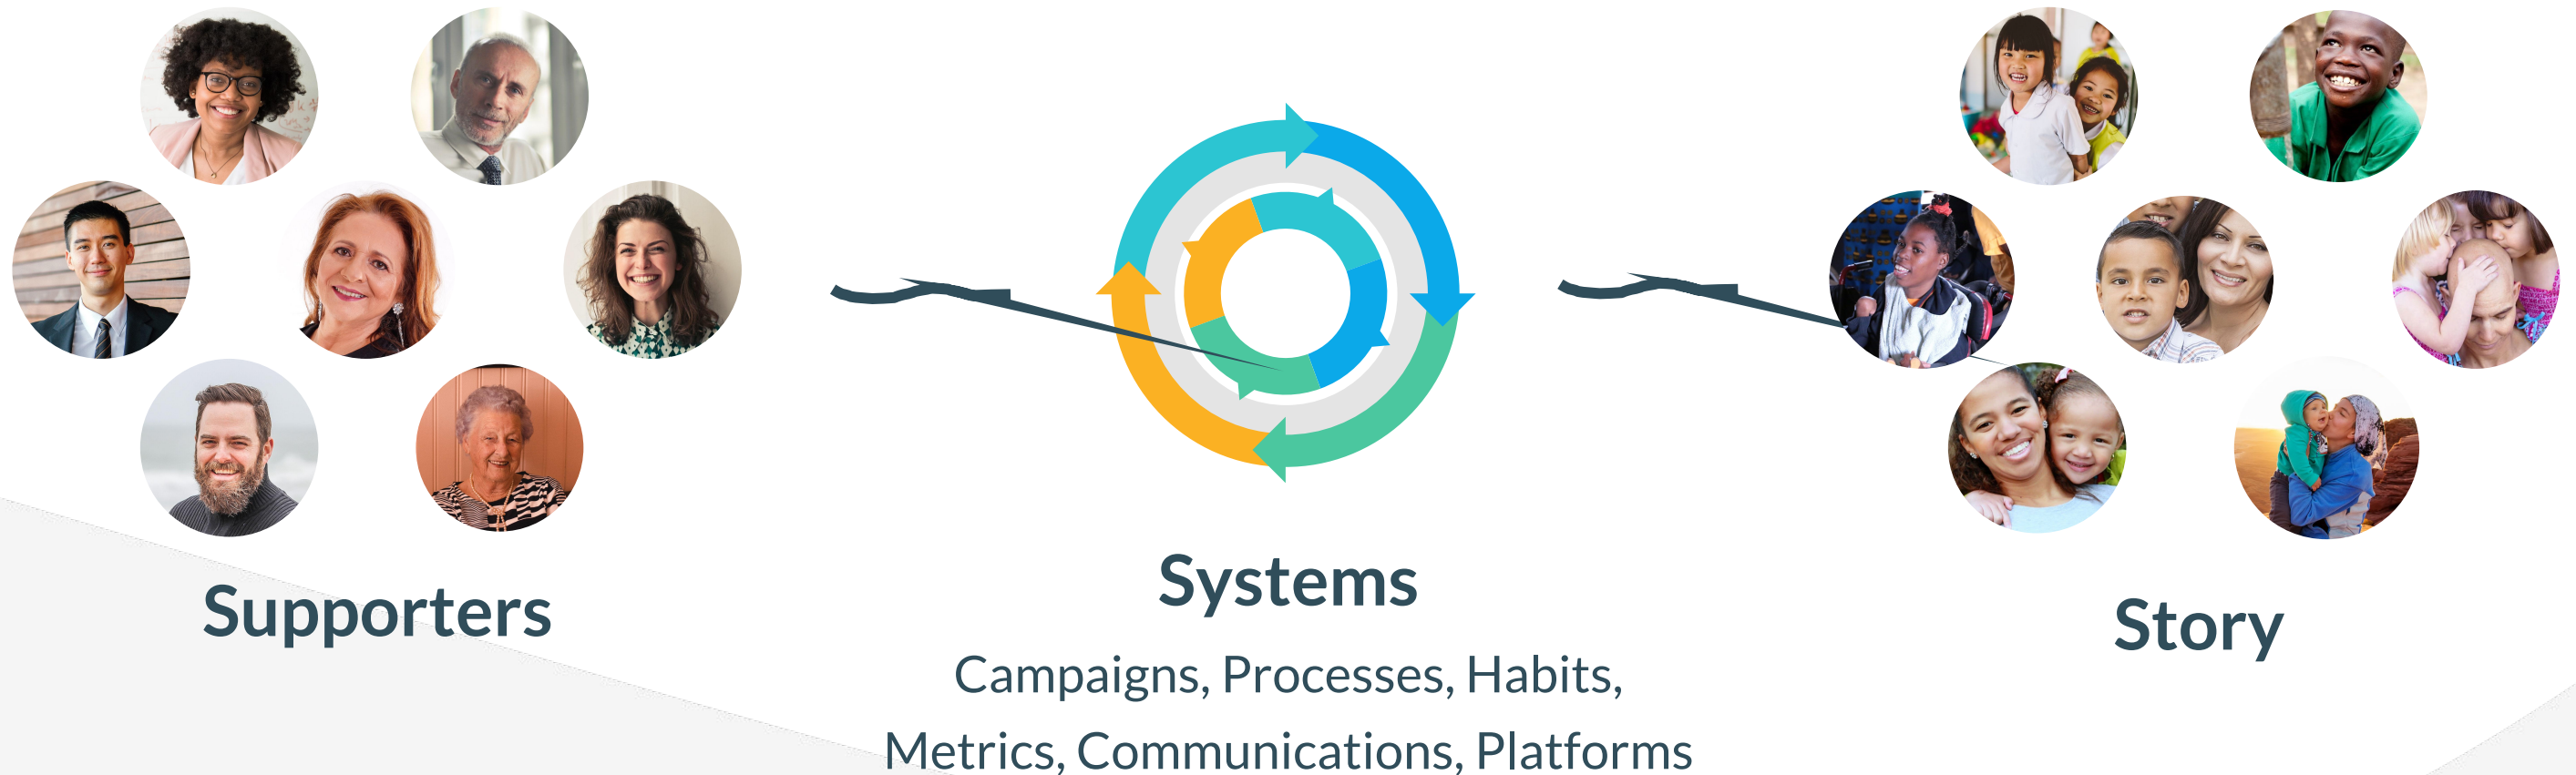 Supporters
Systems
Campaigns, Processes, Habits,
Metrics, Communications, Platforms
Story